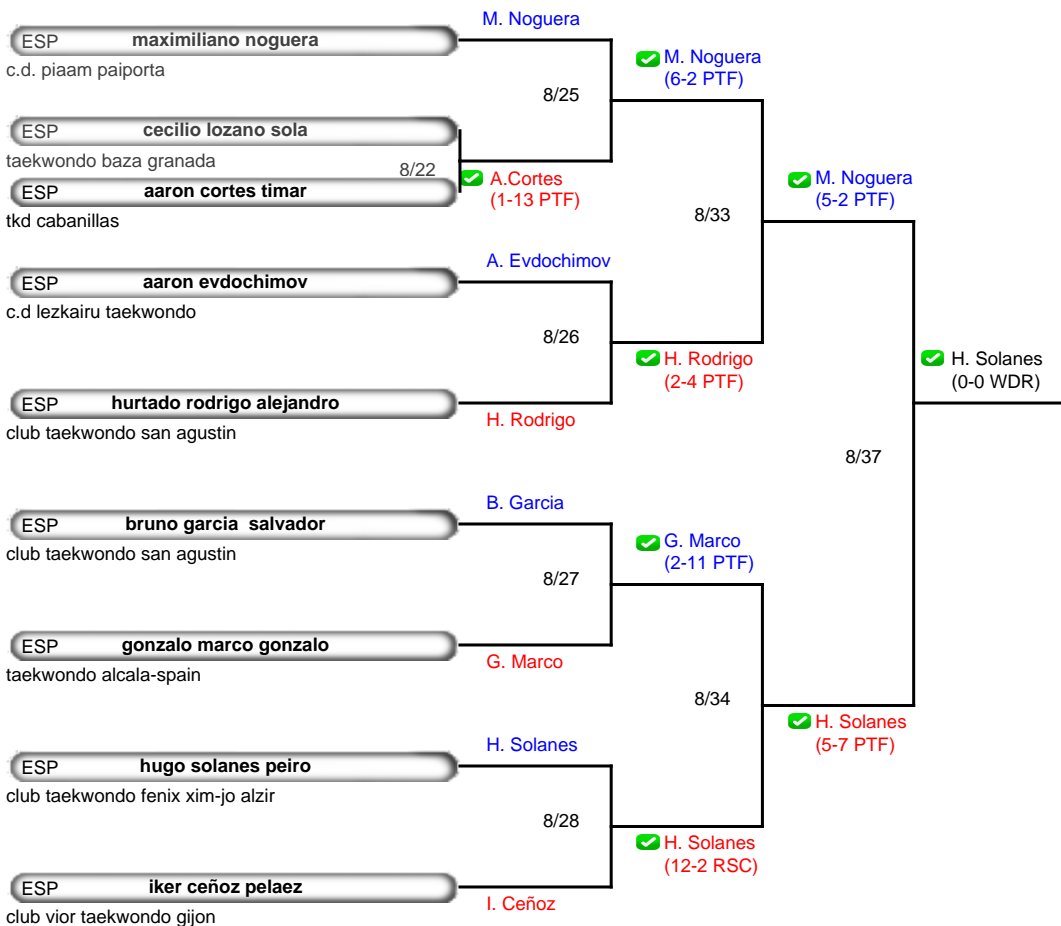 M. Noguera
ESP maximiliano noguera
c.d. piaam paiporta
M. Noguera
(6-2 PTF)
8/25
ESP cecilio lozano sola
taekwondo baza granada
8/22
A.Cortes
(1-13 PTF)
M. Noguera
(5-2 PTF)
ESP aaron cortes timar
tkd cabanillas
8/33
A. Evdochimov
ESP aaron evdochimov
c.d lezkairu taekwondo
8/26
H. Rodrigo
(2-4 PTF)
H. Solanes
(0-0 WDR)
ESP hurtado rodrigo alejandro
club taekwondo san agustin
H. Rodrigo
8/37
B. Garcia
ESP bruno garcia  salvador
club taekwondo san agustin
G. Marco
(2-11 PTF)
8/27
ESP gonzalo marco gonzalo
taekwondo alcala-spain
G. Marco
8/34
H. Solanes
(5-7 PTF)
H. Solanes
ESP hugo solanes peiro
club taekwondo fenix xim-jo alzir
8/28
H. Solanes
(12-2 RSC)
ESP iker ceñoz pelaez
club vior taekwondo gijon
I. Ceñoz